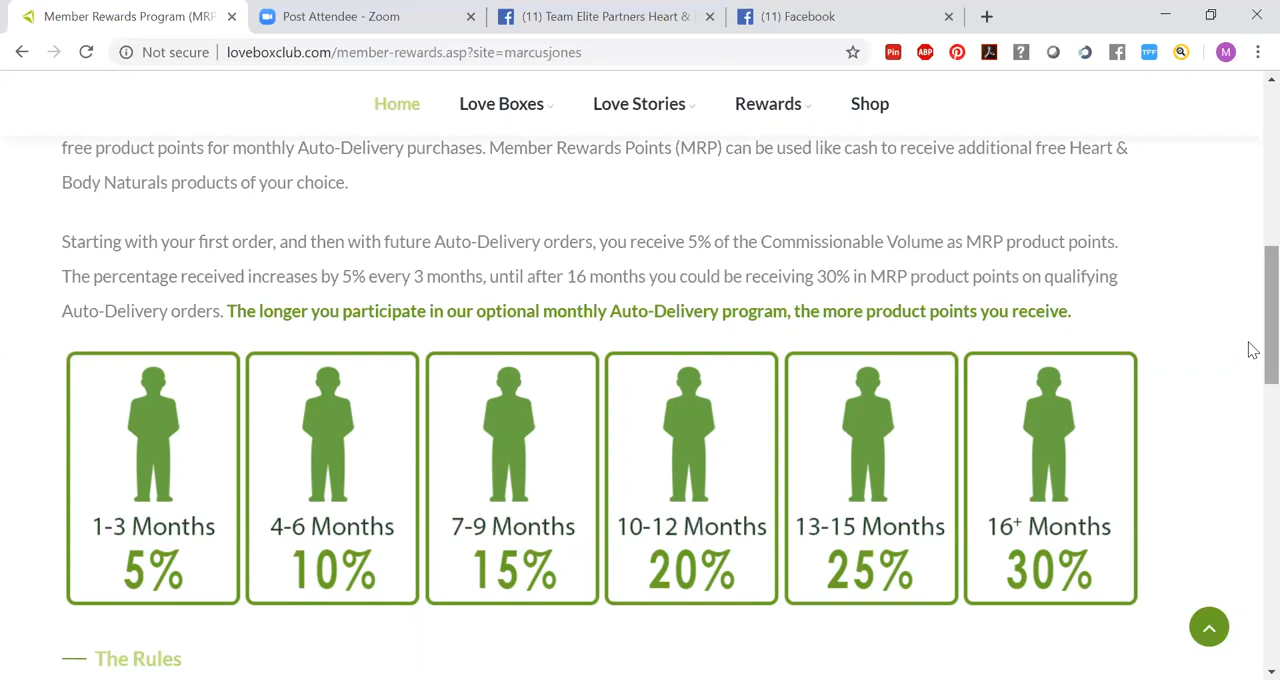 Member Rewards Program (MRP
Post Attendee - Zoom
(11) Team Elite Partners Heart &
(11) Facebook
Not secure
loveboxclub.com/member-rewards.asp?site=marcusjones
Pin
ABP
?
TFF
M
Home
Love Boxes
Love Stories
Rewards
Shop
free product points for monthly Auto-Delivery purchases. Member Rewards Points (MRP) can be used like cash to receive additional free Heart &
Body Naturals products of your choice.
Starting with your first order, and then with future Auto-Delivery orders, you receive 5% of the Commissionable Volume as MRP product points.
The percentage received increases by 5% every 3 months, until after 16 months you could be receiving 30% in MRP product points on qualifying
Auto-Delivery orders. The longer you participate in our optional monthly Auto-Delivery program, the more product points you receive.
1-3 Months
5%
4-6 Months
10%
7-9 Months
15%
10-12 Months
20%
13-15 Months
25%
16+ Months
30%
The Rules